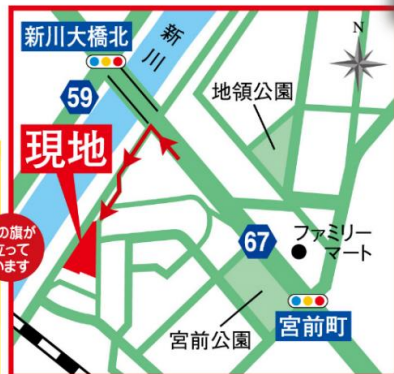 新川大橋北
新川
N
59
地領公園
現地
の旗が
立って
います
67
ファミリー
マート
宮前公園
宮前町